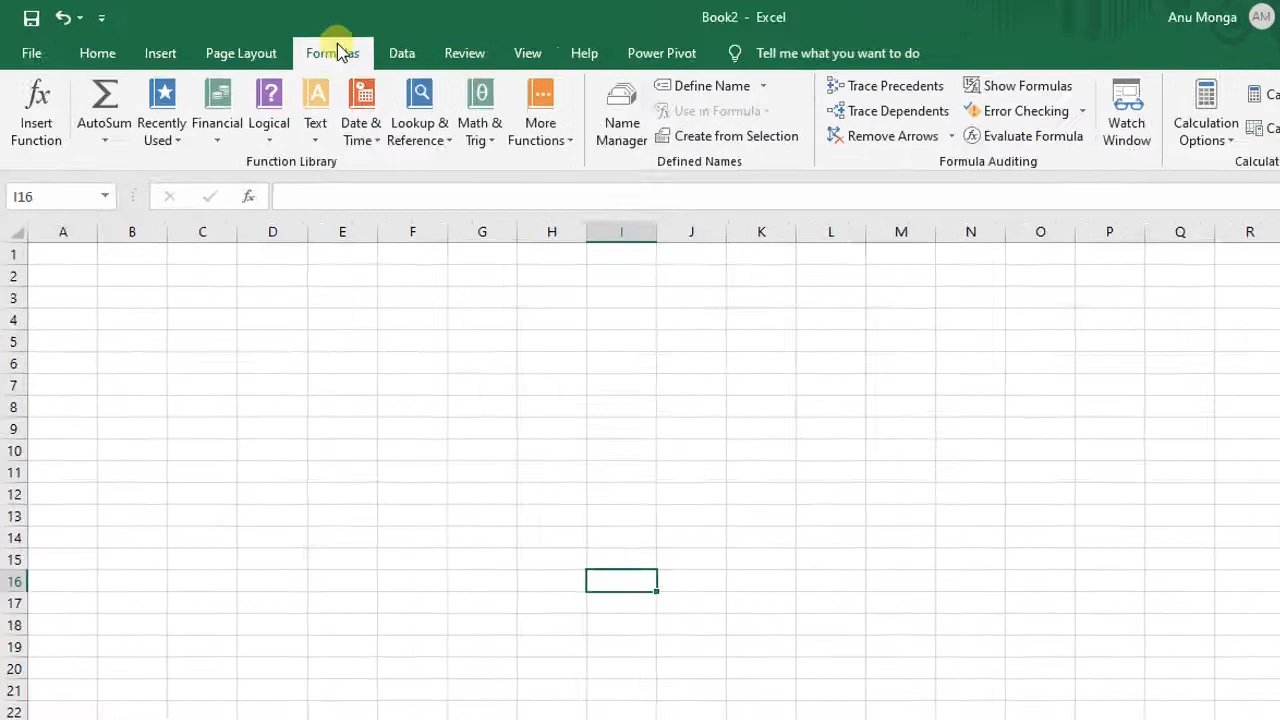 Book2 - Excel
Anu Monga
AM
File
Home
Insert
Page Layout
Formulas
Data
Review
View
Help
Power Pivot
Tell me what you want to do
fx
Insert
Function
AutoSum
Recently
Used
Financial
Logical
Text
Date &
Time
Lookup &
Reference
Math &
Trig
More
Functions
Function Library
Name
Manager
Define Name
Use in Formula
Create from Selection
Defined Names
Trace Precedents
Trace Dependents
Remove Arrows
Show Formulas
Error Checking
Evaluate Formula
Formula Auditing
Watch
Window
Calculation
Options
Ca
Ca
Calculat
I16
fx
A B C D E F G H I J K L M N O P Q R
1
2
3
4
5
6
7
8
9
10
11
12
13
14
15
16
17
18
19
20
21
22